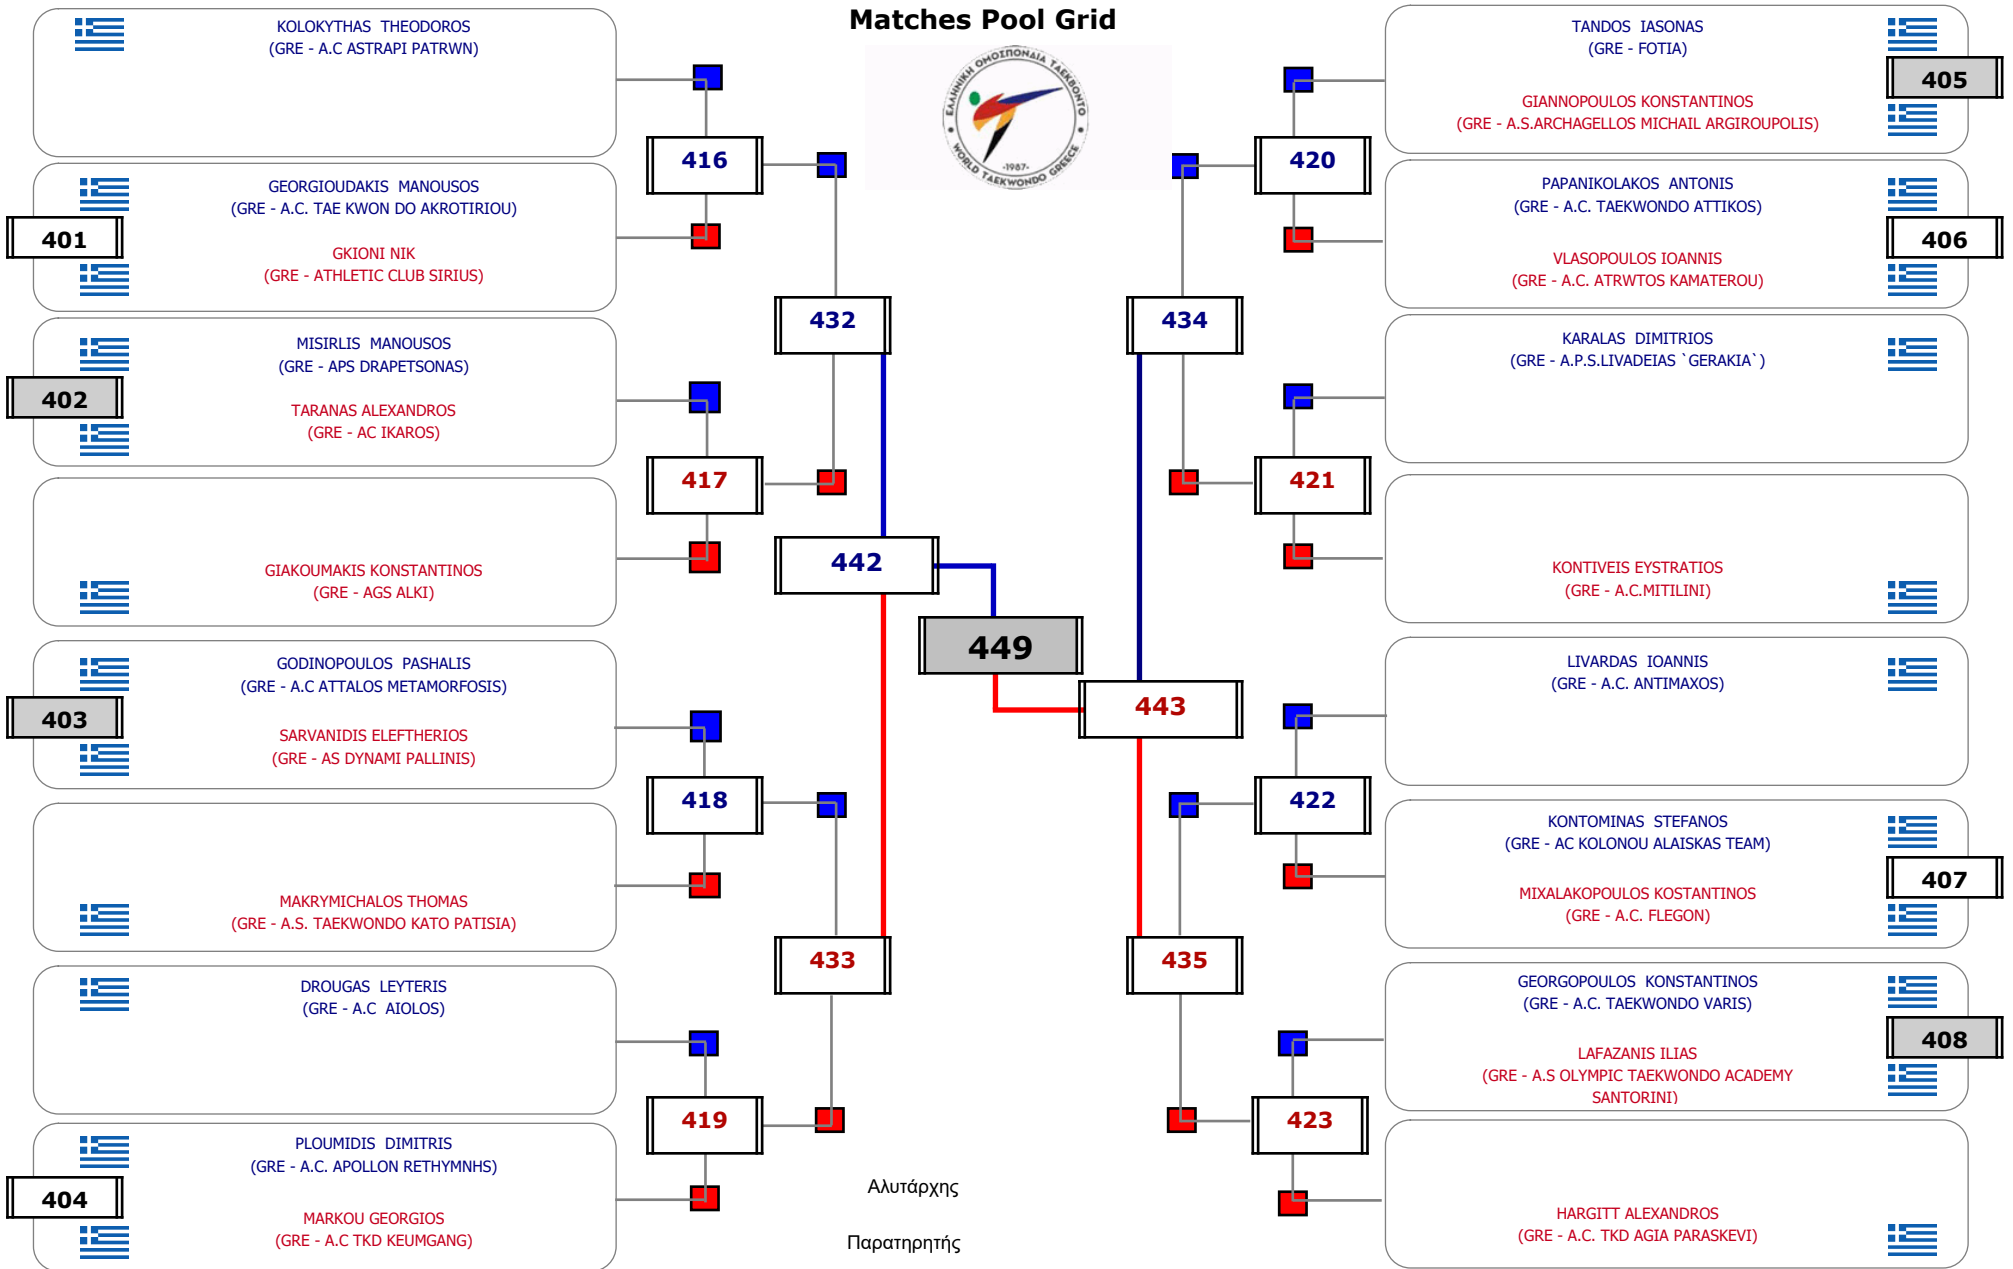 Matches Pool Grid
ΕΛΛΗΝΙΚΗ ΟΜΟΣΠΟΝΔΙΑ ΤΑΕΚΒΟΝΤΟ
-1987-
WORLD TAEKWONDO GREECE
KOLOKYTHAS THEODOROS
(GRE - A.C ASTRAPI PATRWN)
416
GEORGIOUDAKIS MANOUSOS
(GRE - A.C. TAE KWON DO AKROTIRIOU)
401
GKIONI NIK
(GRE - ATHLETIC CLUB SIRIUS)
432
MISIRLIS MANOUSOS
(GRE - APS DRAPETSONAS)
402
TARANAS ALEXANDROS
(GRE - AC IKAROS)
417
GIAKOUMAKIS KONSTANTINOS
(GRE - AGS ALKI)
442
449
GODINOPOULOS PASHALIS
(GRE - A.C ATTALOS METAMORFOSIS)
403
SARVANIDIS ELEFTHERIOS
(GRE - AS DYNAMI PALLINIS)
418
MAKRYMICHALOS THOMAS
(GRE - A.S. TAEKWONDO KATO PATISIA)
433
DROUGAS LEYTERIS
(GRE - A.C AIOLOS)
419
PLOUMIDIS DIMITRIS
(GRE - A.C. APOLLON RETHYMNHS)
404
MARKOU GEORGIOS
(GRE - A.C TKD KEUMGANG)
TANDOS IASONAS
(GRE - FOTIA)
405
GIANNOPOULOS KONSTANTINOS
(GRE - A.S.ARCHAGELLOS MICHAIL ARGIROUPOLIS)
420
PAPANIKOLAKOS ANTONIS
(GRE - A.C. TAEKWONDO ATTIKOS)
406
VLASOPOULOS IOANNIS
(GRE - A.C. ATRWTOS KAMATEROU)
434
KARALAS DIMITRIOS
(GRE - A.P.S.LIVADEIAS `GERAKIA`)
421
KONTIVEIS EYSTRATIOS
(GRE - A.C.MITILINI)
443
LIVARDAS IOANNIS
(GRE - A.C. ANTIMAXOS)
422
KONTOMINAS STEFANOS
(GRE - AC KOLONOU ALAISKAS TEAM)
407
MIXALAKOPOULOS KOSTANTINOS
(GRE - A.C. FLEGON)
435
GEORGOPOULOS KONSTANTINOS
(GRE - A.C. TAEKWONDO VARIS)
408
LAFAZANIS ILIAS
(GRE - A.S OLYMPIC TAEKWONDO ACADEMY
SANTORINI)
423
HARGITT ALEXANDROS
(GRE - A.C. TKD AGIA PARASKEVI)
Αλυτάρχης
Παρατηρητής